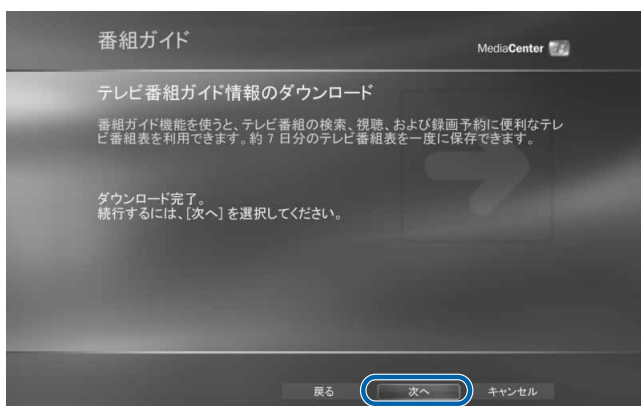 番組ガイド
MediaCenter
テレビ番組ガイド情報のダウンロード
番組ガイド機能を使うと、テレビ番組の検索、視聴、および録画予約に便利なテレ
ビ番組表を利用できます。約 7 日分のテレビ番組表を一度に保存できます。
ダウンロード完了。
続行するには、[次へ] を選択してください。
戻る 次へ キャンセル